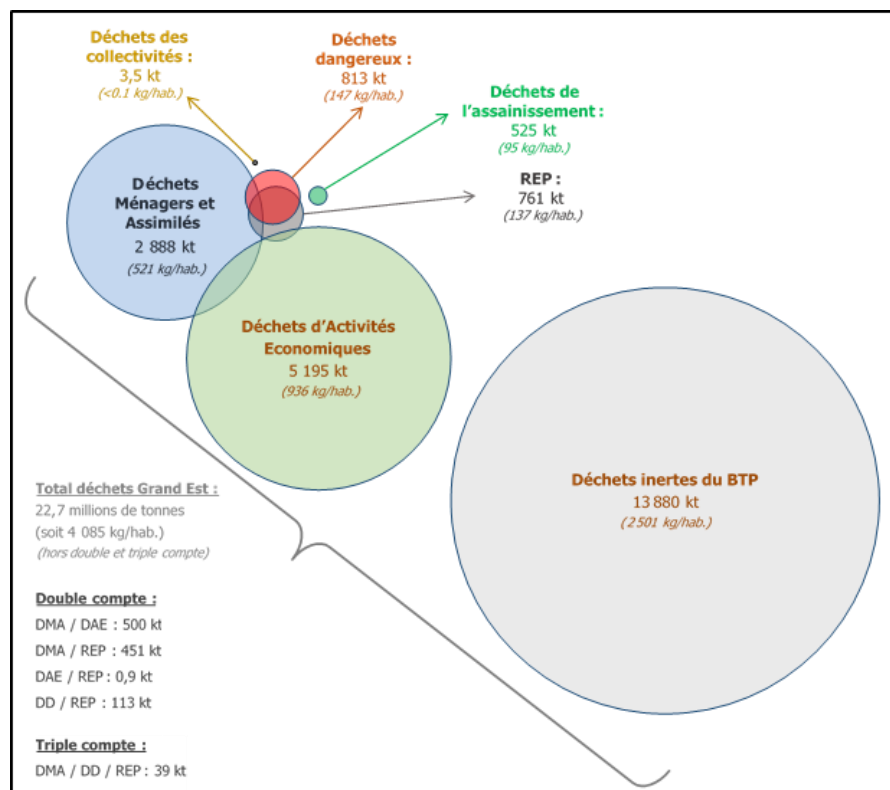 Déchets des
collectivités :
3,5 kt
(<0.1 kg/hab.)
Déchets
dangereux :
813 kt
(147 kg/hab.)
Déchets de
l'assainissement :
525 kt
(95 kg/hab.)
REP :
761 kt
(137 kg/hab.)
Déchets
Ménagers et
Assimilés
2 888 kt
(521 kg/hab.)
Déchets d'Activités
Economiques
5 195 kt
(936 kg/hab.)
Déchets inertes du BTP
13 880 kt
(2 501 kg/hab.)
Total déchets Grand Est :
22,7 millions de tonnes
(soit 4 085 kg/hab.)
(hors double et triple compte)
Double compte :
DMA / DAE : 500 kt
DMA / REP : 451 kt
DAE / REP : 0,9 kt
DD / REP : 113 kt
Triple compte :
DMA / DD / REP : 39 kt